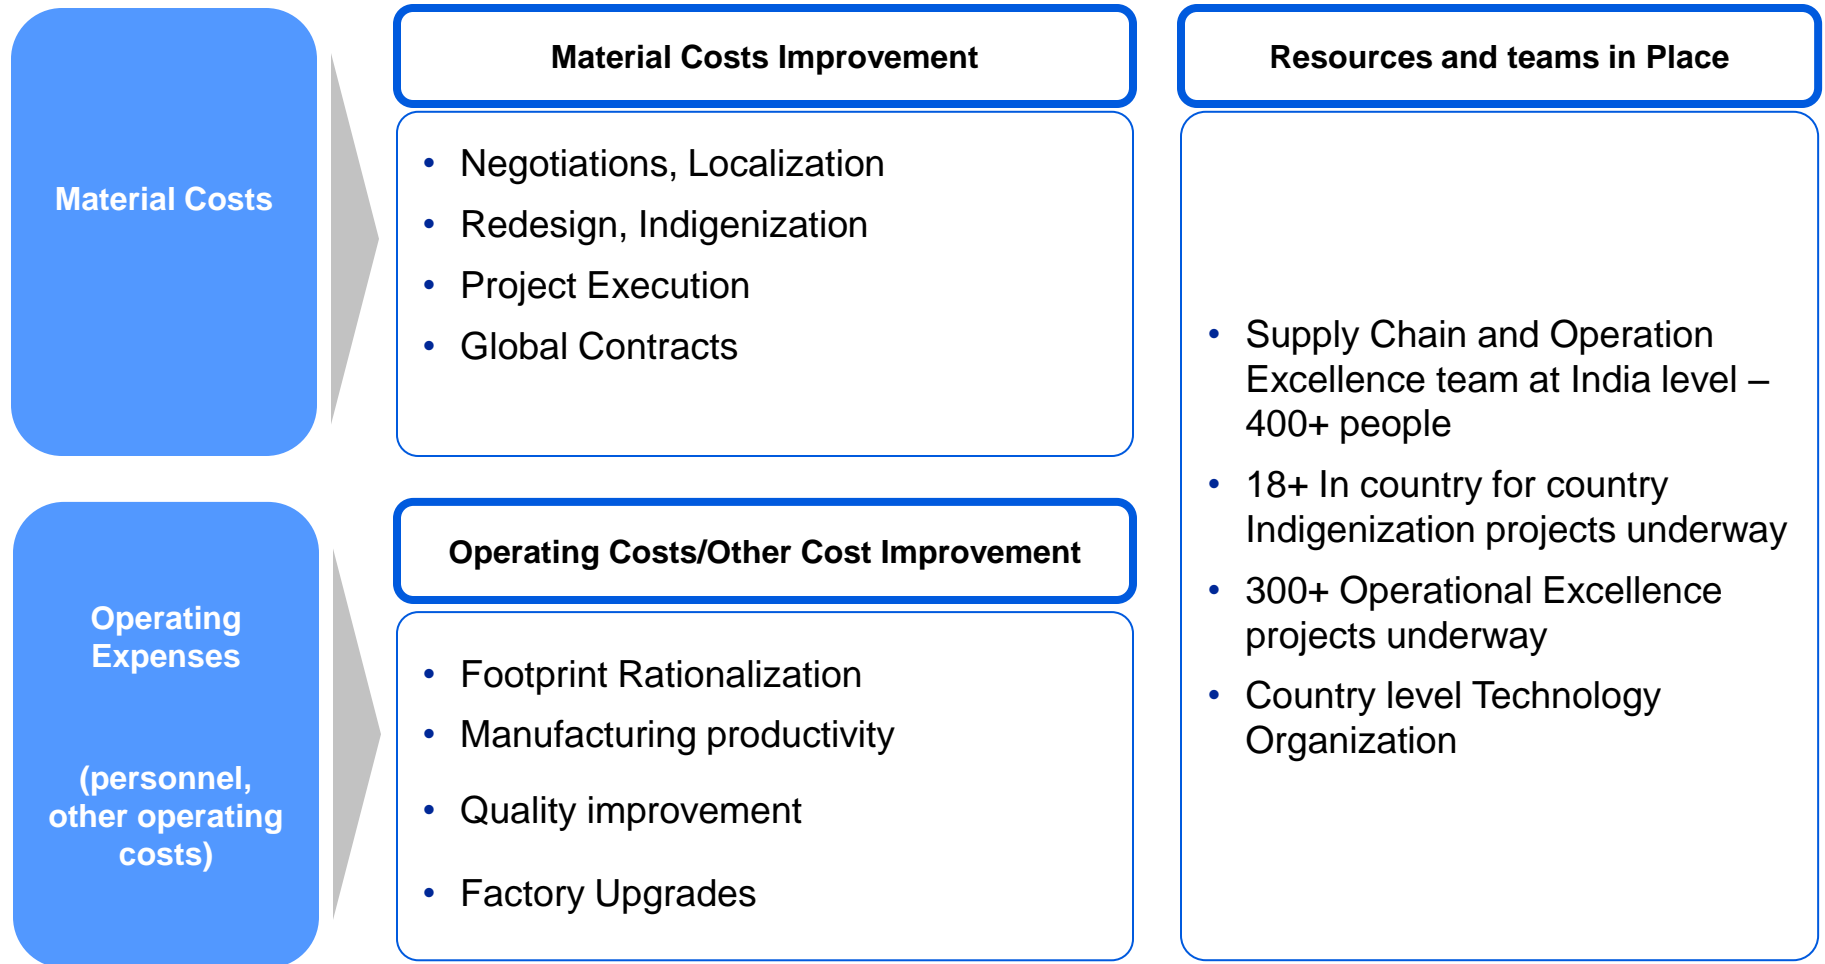 Material Costs
Material Costs Improvement
• Negotiations, Localization
• Redesign, Indigenization
• Project Execution
• Global Contracts
Operating
Expenses
(personnel,
other operating
costs)
Operating Costs/Other Cost Improvement
• Footprint Rationalization
• Manufacturing productivity
• Quality improvement
• Factory Upgrades
Resources and teams in Place
• Supply Chain and Operation
Excellence team at India level –
400+ people
• 18+ In country for country
Indigenization projects underway
• 300+ Operational Excellence
projects underway
• Country level Technology
Organization